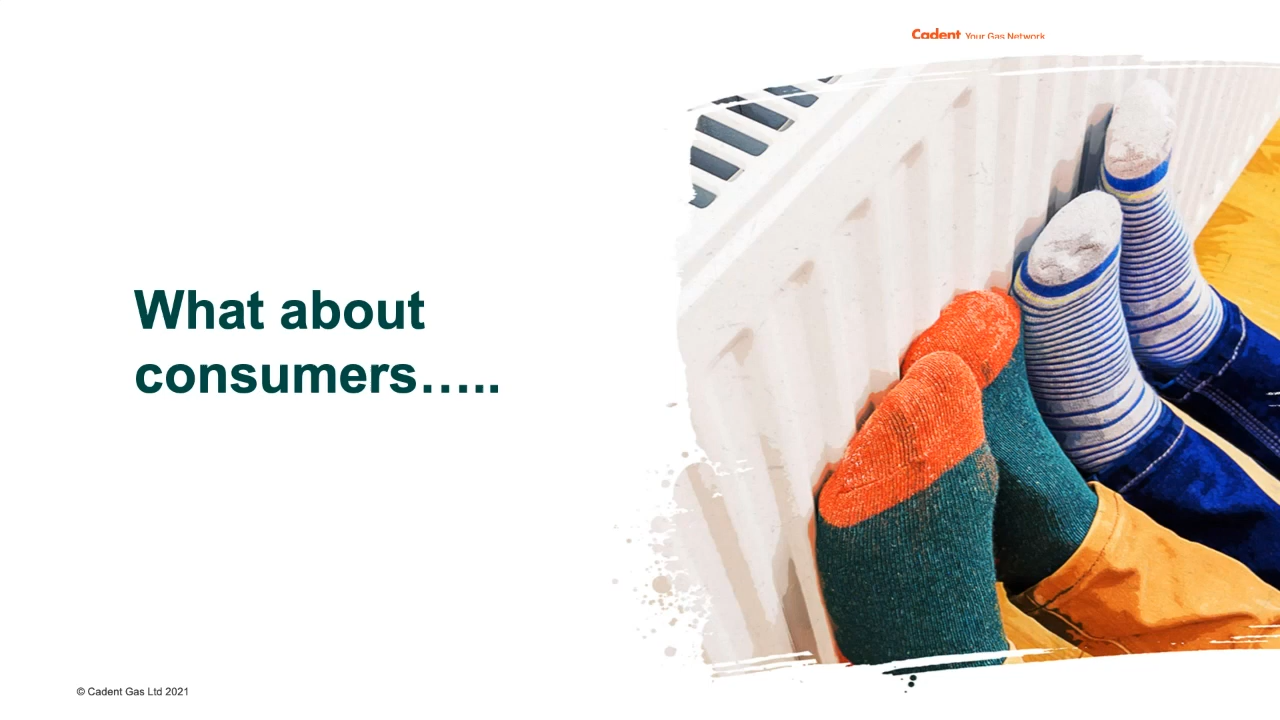 Cadent Your Gas Network
What about
consumers…..
© Cadent Gas Ltd 2021